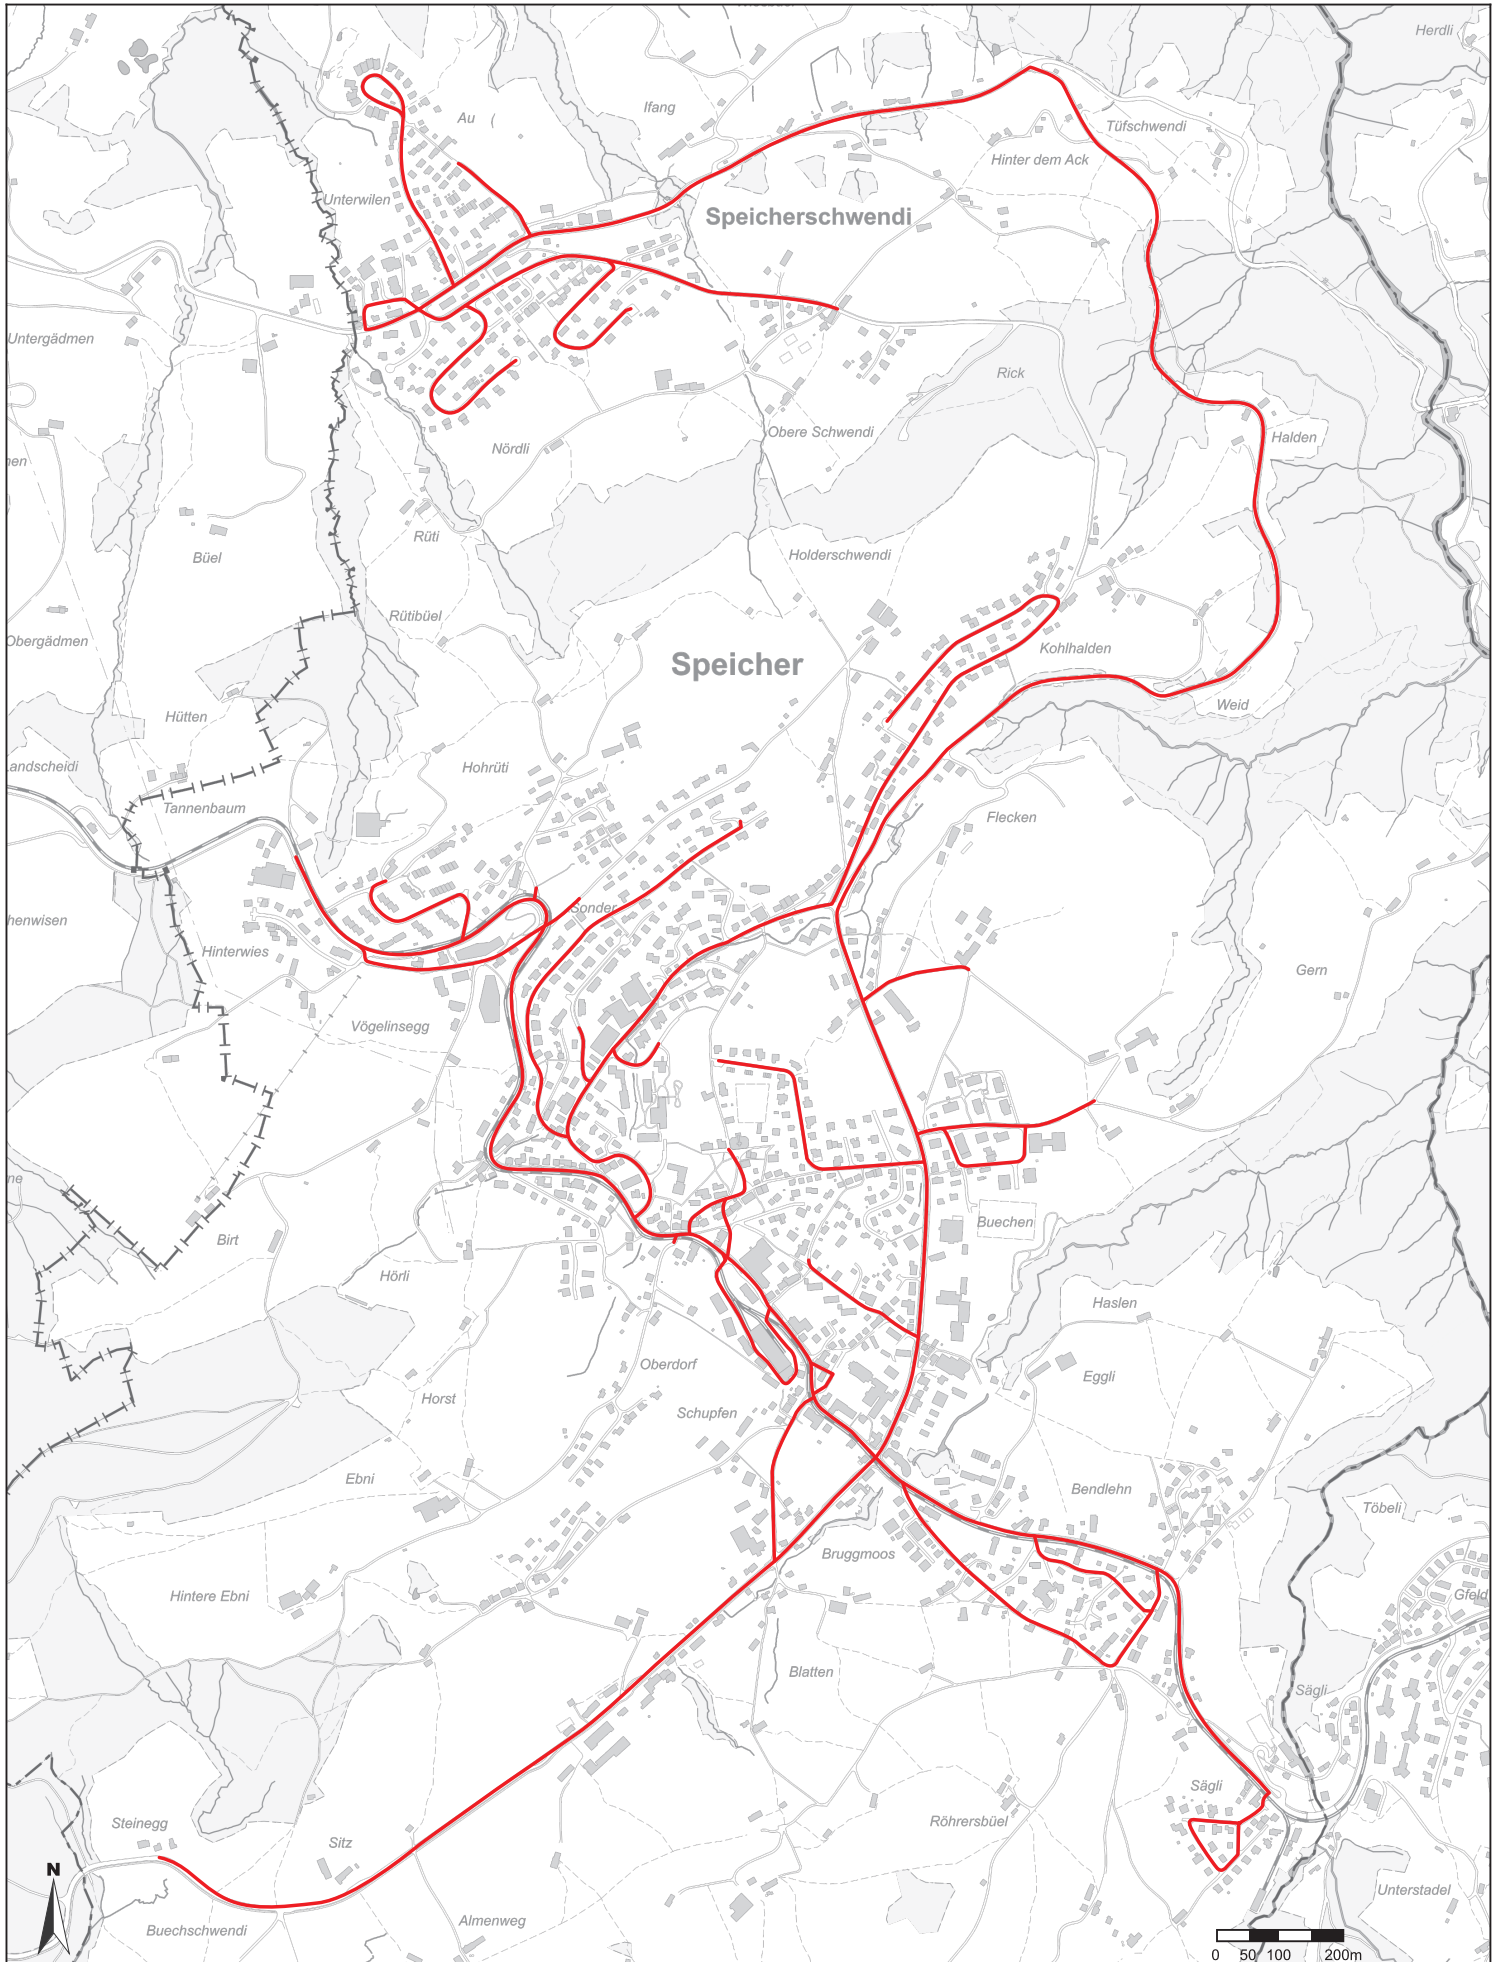 Herdli
Ifang
Au
Tüfschwendi
Hinter dem Ack
Unterwilen
Speicherschwendi
Untergädmen
Rick
Obere Schwendi
Halden
Nördli
Rüti
Büel
Holderschwendi
Rütibüel
Obergädmen
Kohlhalden
Speicher
Weid
Hütten
andscheidi
Hohrüti
Tannenbaum
Flecken
Sonder
henwisen
Hinterwies
Gern
Vögelinsegg
ne
Buechen
Birt
Hörli
Haslen
Oberdorf
Eggli
Horst
Schupfen
Ebni
Bendlehn
Töbeli
Bruggmoos
Hintere Ebni
Gfeld
Blatten
Sägli
Sägli
Steinegg
Röhrersbüel
Sitz
N
Unterstadel
Almenweg
Buechschwendi
0 50 100 200m